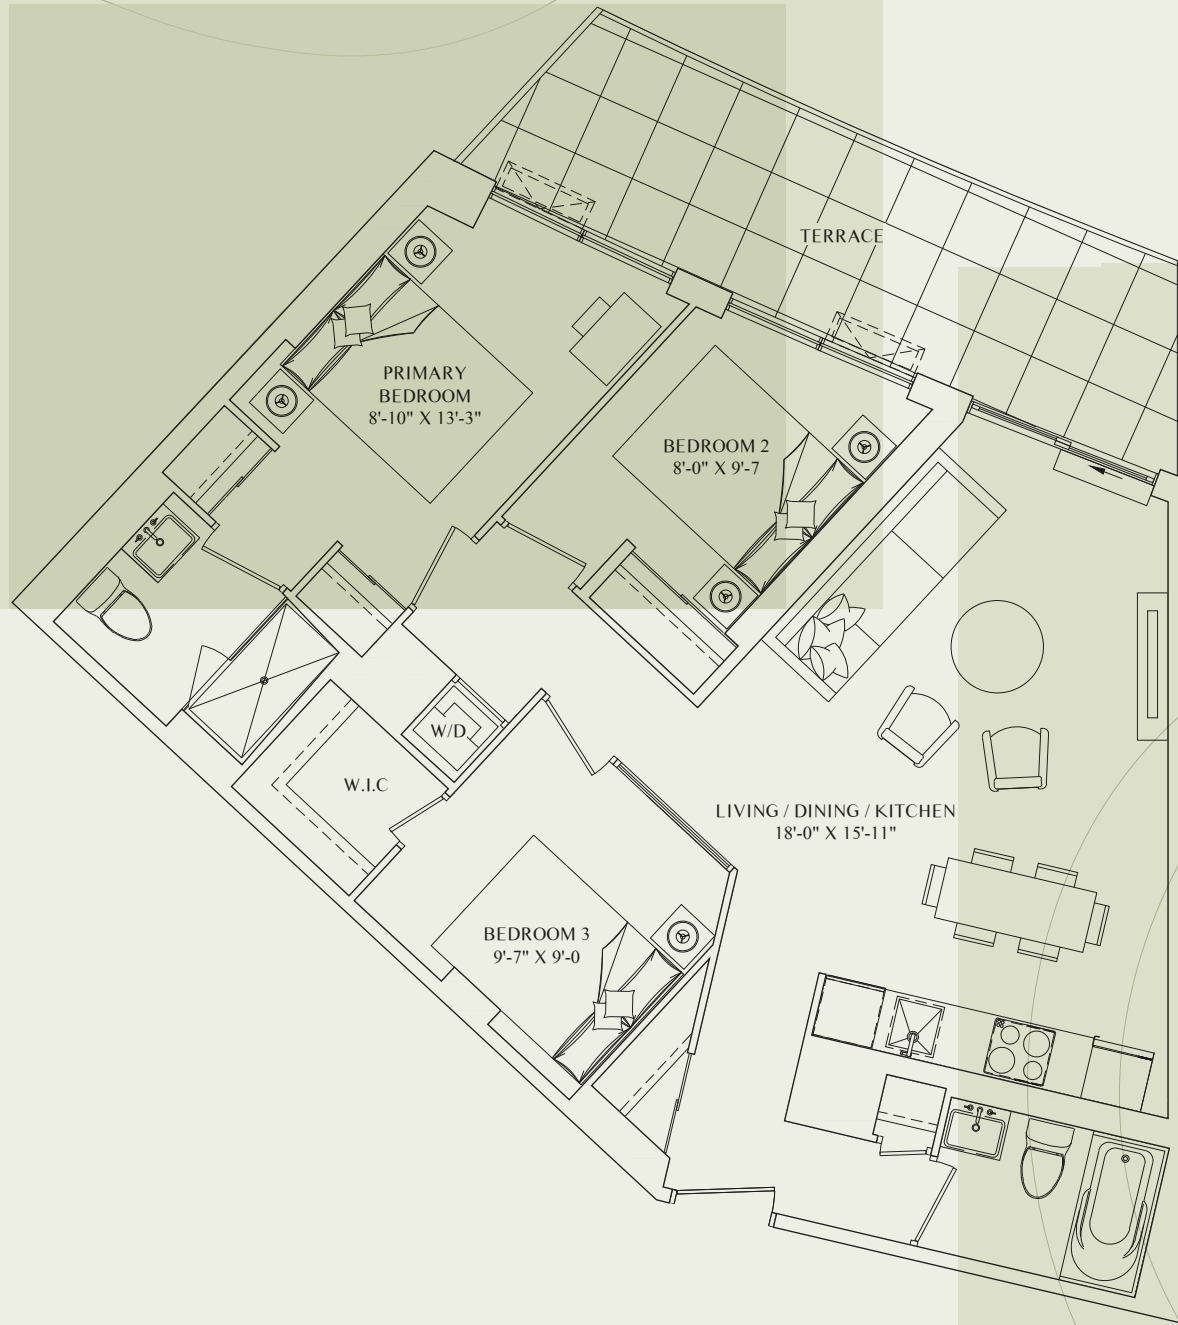 TERRACE
PRIMARY
BEDROOM
8'-10" X 13'-3"
BEDROOM 2
8'-0" X 9'-7
W/D
W.I.C
LIVING / DINING / KITCHEN
18'-0" X 15'-11"
BEDROOM 3
9'-7" X 9'-0